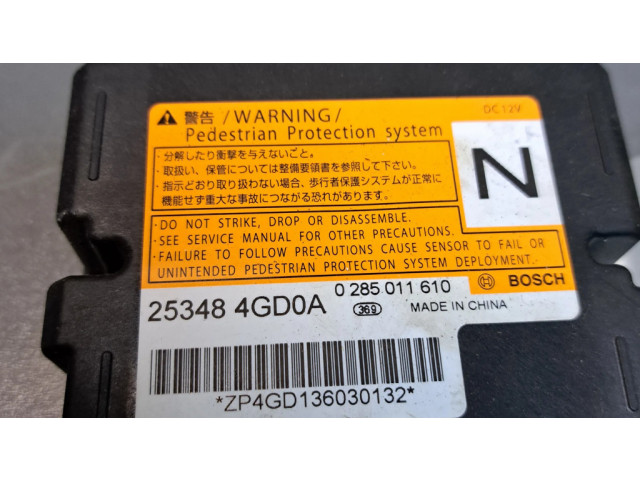 警告 /WARNING/
DC12V
Pedestrian Protection system
N
・分解したり衝撃を与えないこと。
・取扱い、保管については整備要領書を参照して下さい。
・指示どおり取り扱わない場合、歩行者保護システムが正常に
機能せず重大な事故につながる恐れがあります。
・DO NOT STRIKE, DROP OR DISASSEMBLE.
・SEE SERVICE MANUAL FOR OTHER PRECAUTIONS.
・FAILURE TO FOLLOW PRECAUTIONS CAUSE SENSOR TO FAIL OR
UNINTENDED PEDESTRIAN PROTECTION SYSTEM DEPLOYMENT.
BOSCH
25348 4GD0A 0 285 011 610
369 MADE IN CHINA
*ZP4GD136030132*